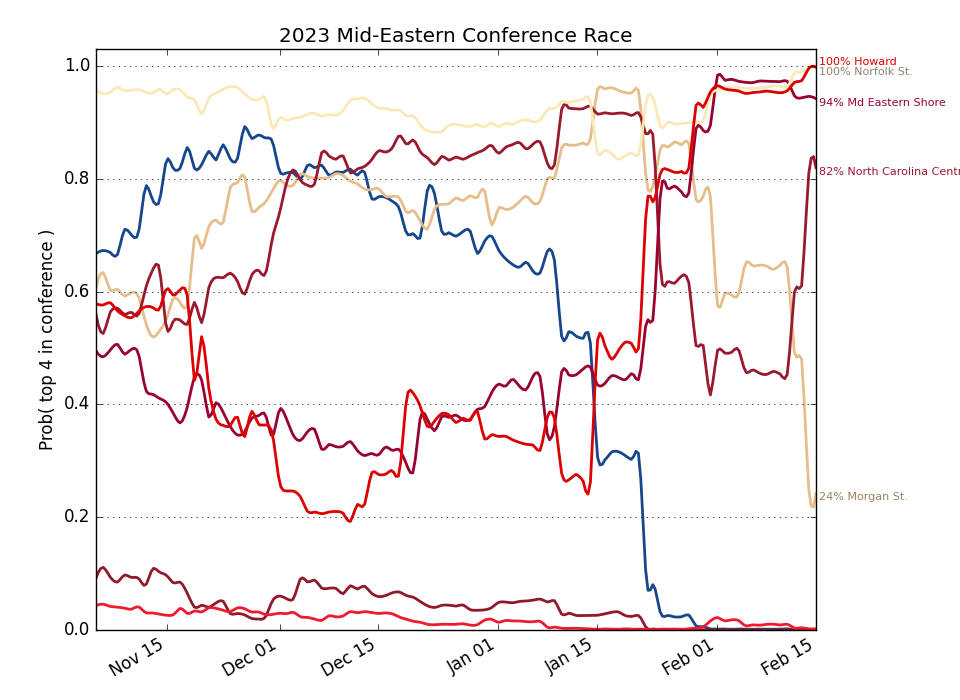 2023 Mid-Eastern Conference Race
1.0
0.8
0.6
0.4
0.2
0.0
Prob( top 4 in conference )
100% Howard
100% Norfolk St.
94% Md Eastern Shore
82% North Carolina Centr
24% Morgan St.
Nov 15
Dec 01
Dec 15
Jan 01
Jan 15
Feb 01
Feb 15